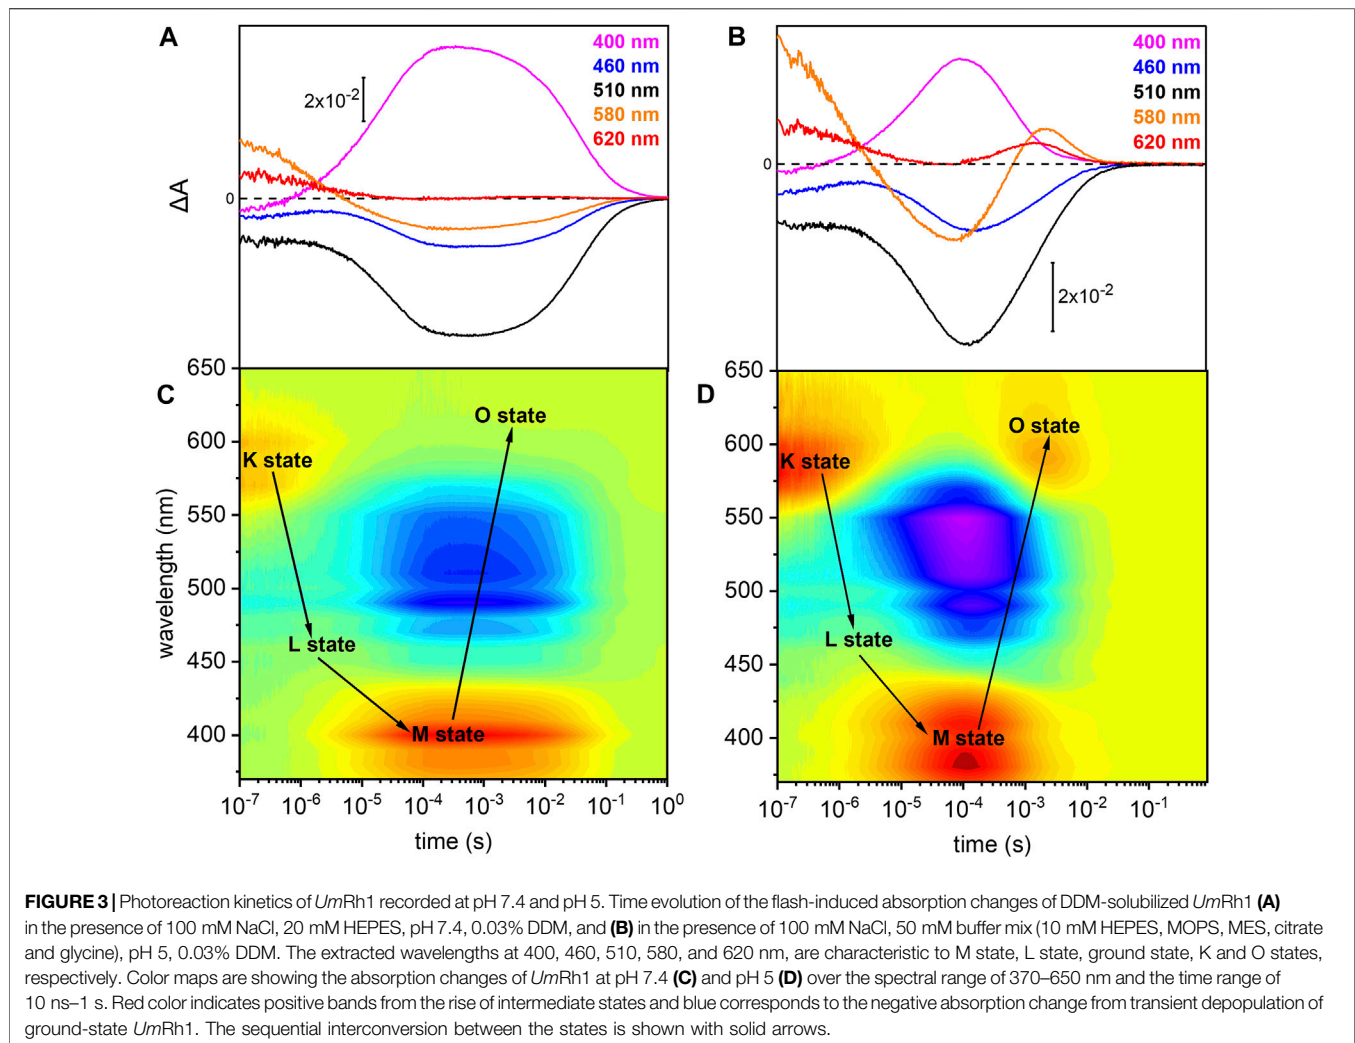 A
400 nm
460 nm
510 nm
580 nm
620 nm
2x10-2
0
ΔA
B
400 nm
460 nm
510 nm
580 nm
620 nm
0
2x10-2
C
650
600
550
500
450
400
wavelength (nm)
K state
L state
M state
O state
10-7 10-6 10-5 10-4 10-3 10-2 10-1 100
time (s)
D
650
600
550
500
450
400
K state
L state
M state
O state
10-7 10-6 10-5 10-4 10-3 10-2 10-1
time (s)
FIGURE 3 | Photoreaction kinetics of UmRh1 recorded at pH 7.4 and pH 5. Time evolution of the flash-induced absorption changes of DDM-solubilized UmRh1 (A)
in the presence of 100 mM NaCl, 20 mM HEPES, pH 7.4, 0.03% DDM, and (B) in the presence of 100 mM NaCl, 50 mM buffer mix (10 mM HEPES, MOPS, MES, citrate
and glycine), pH 5, 0.03% DDM. The extracted wavelengths at 400, 460, 510, 580, and 620 nm, are characteristic to M state, L state, ground state, K and O states,
respectively. Color maps are showing the absorption changes of UmRh1 at pH 7.4 (C) and pH 5 (D) over the spectral range of 370–650 nm and the time range of
10 ns–1 s. Red color indicates positive bands from the rise of intermediate states and blue corresponds to the negative absorption change from transient depopulation of
ground-state UmRh1. The sequential interconversion between the states is shown with solid arrows.